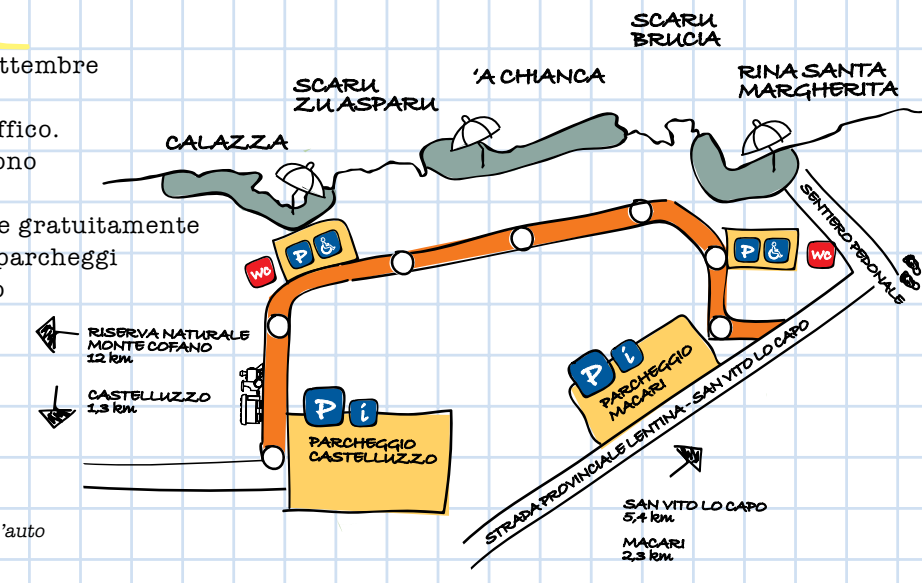 ttembre
ffico.
ono
e gratuitamente
parcheggi
o
'auto
SCARU
BRUCIA
'A CHIANCA
RINA SANTA
MARGHERITA
SCARU
ZU ASPARU
CALAZZA
SENTIERO PEDONALE
P
WC
P
WC
RISERVA NATURALE
MONTE COFANO
12 km
CASTELLUZZO
1,3 km
P i
PARCHEGGIO
CASTELLUZZO
P i
PARCHEGGIO
MACARI
STRADA PROVINCIALE LENTINA - SAN VITO LO CAPO
SAN VITO LO CAPO
5,4 km
MACARI
2,3 km